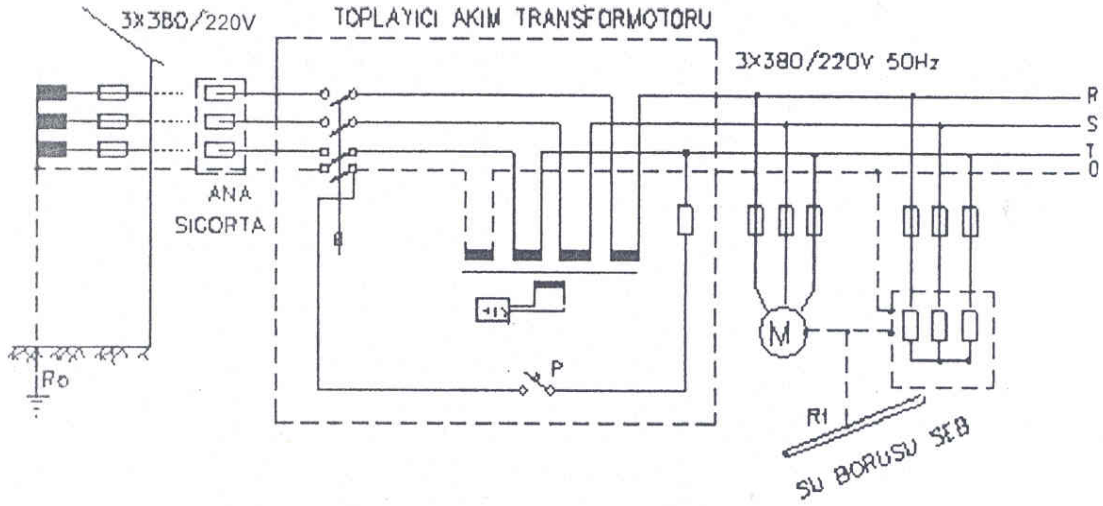 TOPLAYICI AKIM TRANSFORMOTORU
3X380/220V
3X380/220V 50Hz
R
S
T
0
ANA
SIGORTA
M
P
Ro
R1
SU BORUSU SEB